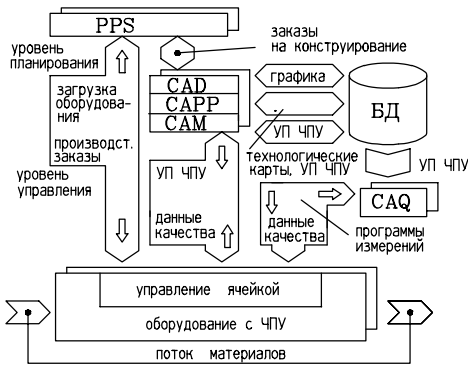 PPS
заказы
на конструирование
уровень
планирования
загрузка
оборудова-
ния
производст.
заказы
уровень
управления
CAD
CAPP
CAM
графика
УП ЧПУ
БД
технологические
карты, УП ЧПУ
УП ЧПУ
УП ЧПУ
данные
качества
данные
качества
CAQ
программы
измерений
управление ячейкой
оборудование с ЧПУ
поток материалов